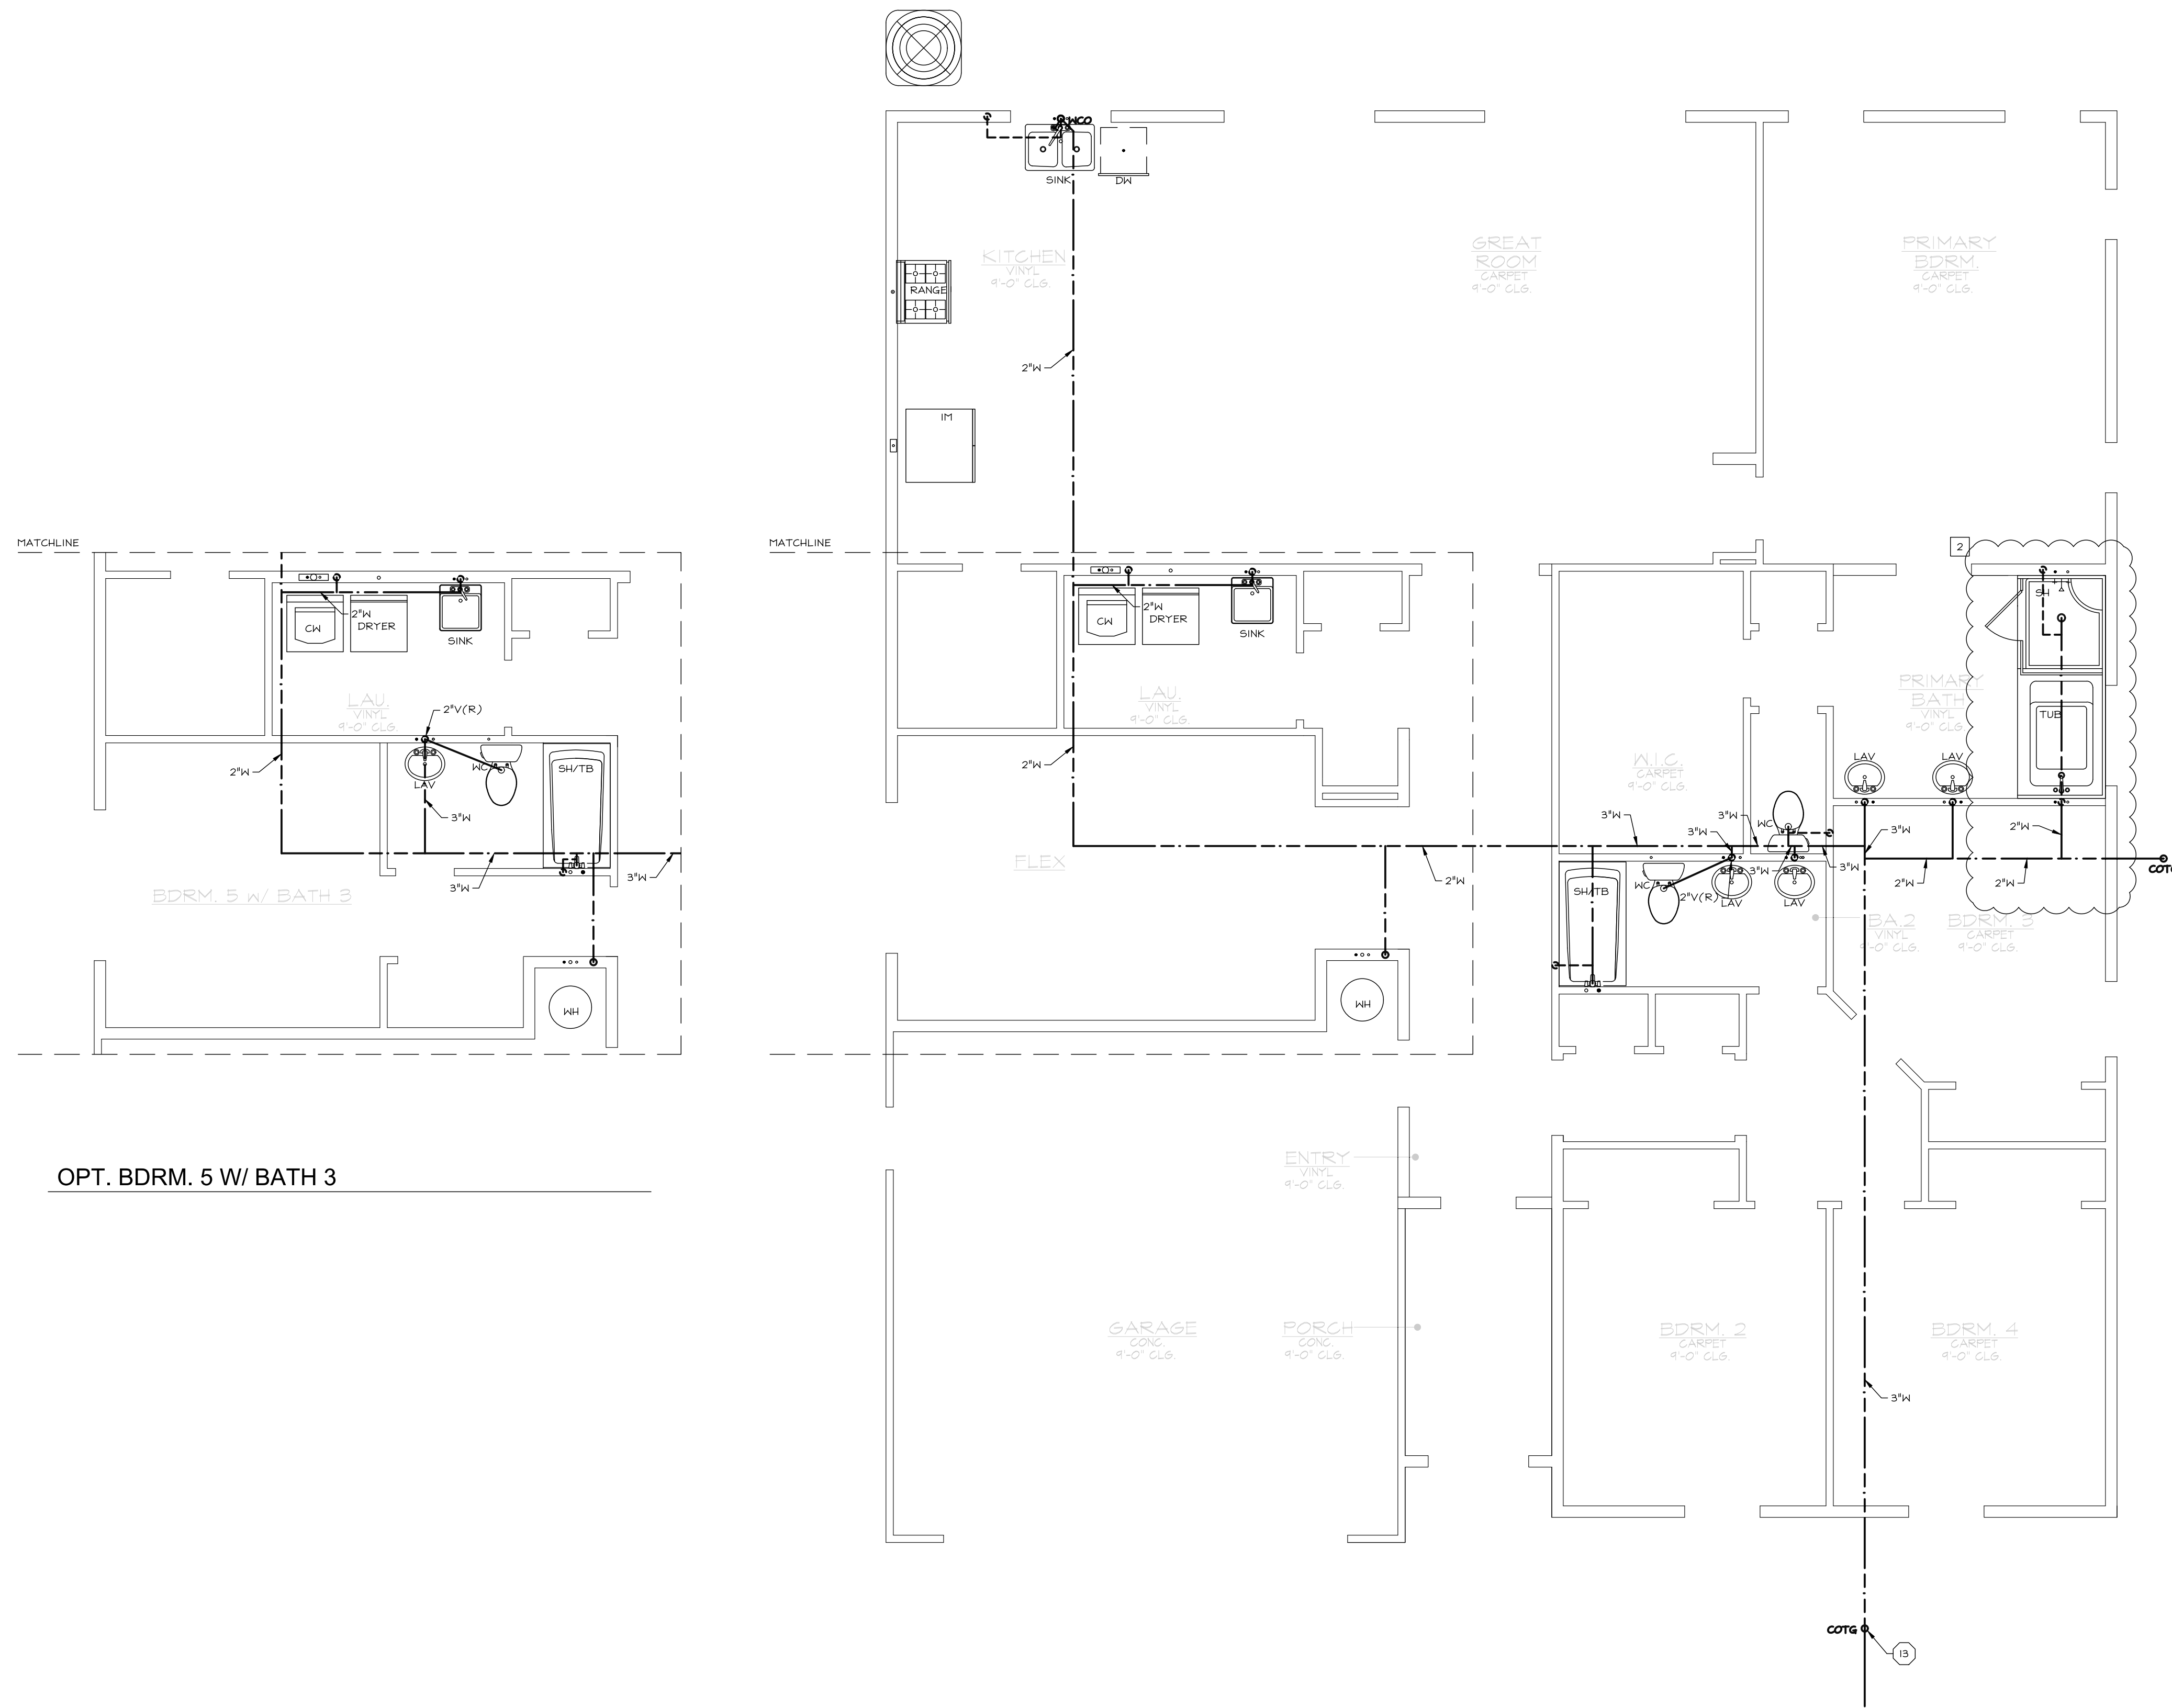 WCO
SINK
DW
KITCHEN
VINYL
9'-0" CLG.
GREAT
ROOM
CARPET
9'-0" CLG.
PRIMARY
BDRM.
CARPET
9'-0" CLG.
RANGE
2"W
IM
MATCHLINE
MATCHLINE
2
2"W
CW
DRYER
SINK
2"W
CW
DRYER
SINK
SH
LAU.
VINYL
9'-0" CLG.
2"V(R)
LAU.
VINYL
9'-0" CLG.
PRIMARY
BATH
VINYL
9'-0" CLG.
TUB
W.I.C.
CARPET
9'-0" CLG.
LAV
LAV
2"W
WC
LAV
SH/TB
2"W
3"W
3"W
3"W
3"W
WC
3"W
2"W
3"W
3"W
3"W
FLEX
2"W
3"W
3"W
2"W
2"W
COTG
BDRM. 5 W/ BATH 3
SH/TB
WC
2"V(R)
LAV
LAV
BA.2
VINYL
9'-0" CLG.
BDRM. 3
CARPET
9'-0" CLG.
WH
WH
OPT. BDRM. 5 W/ BATH 3
ENTRY
VINYL
9'-0" CLG.
GARAGE
CONC.
9'-0" CLG.
PORCH
CONC.
9'-0" CLG.
BDRM. 2
CARPET
9'-0" CLG.
BDRM. 4
CARPET
9'-0" CLG.
3"W
COTG
13